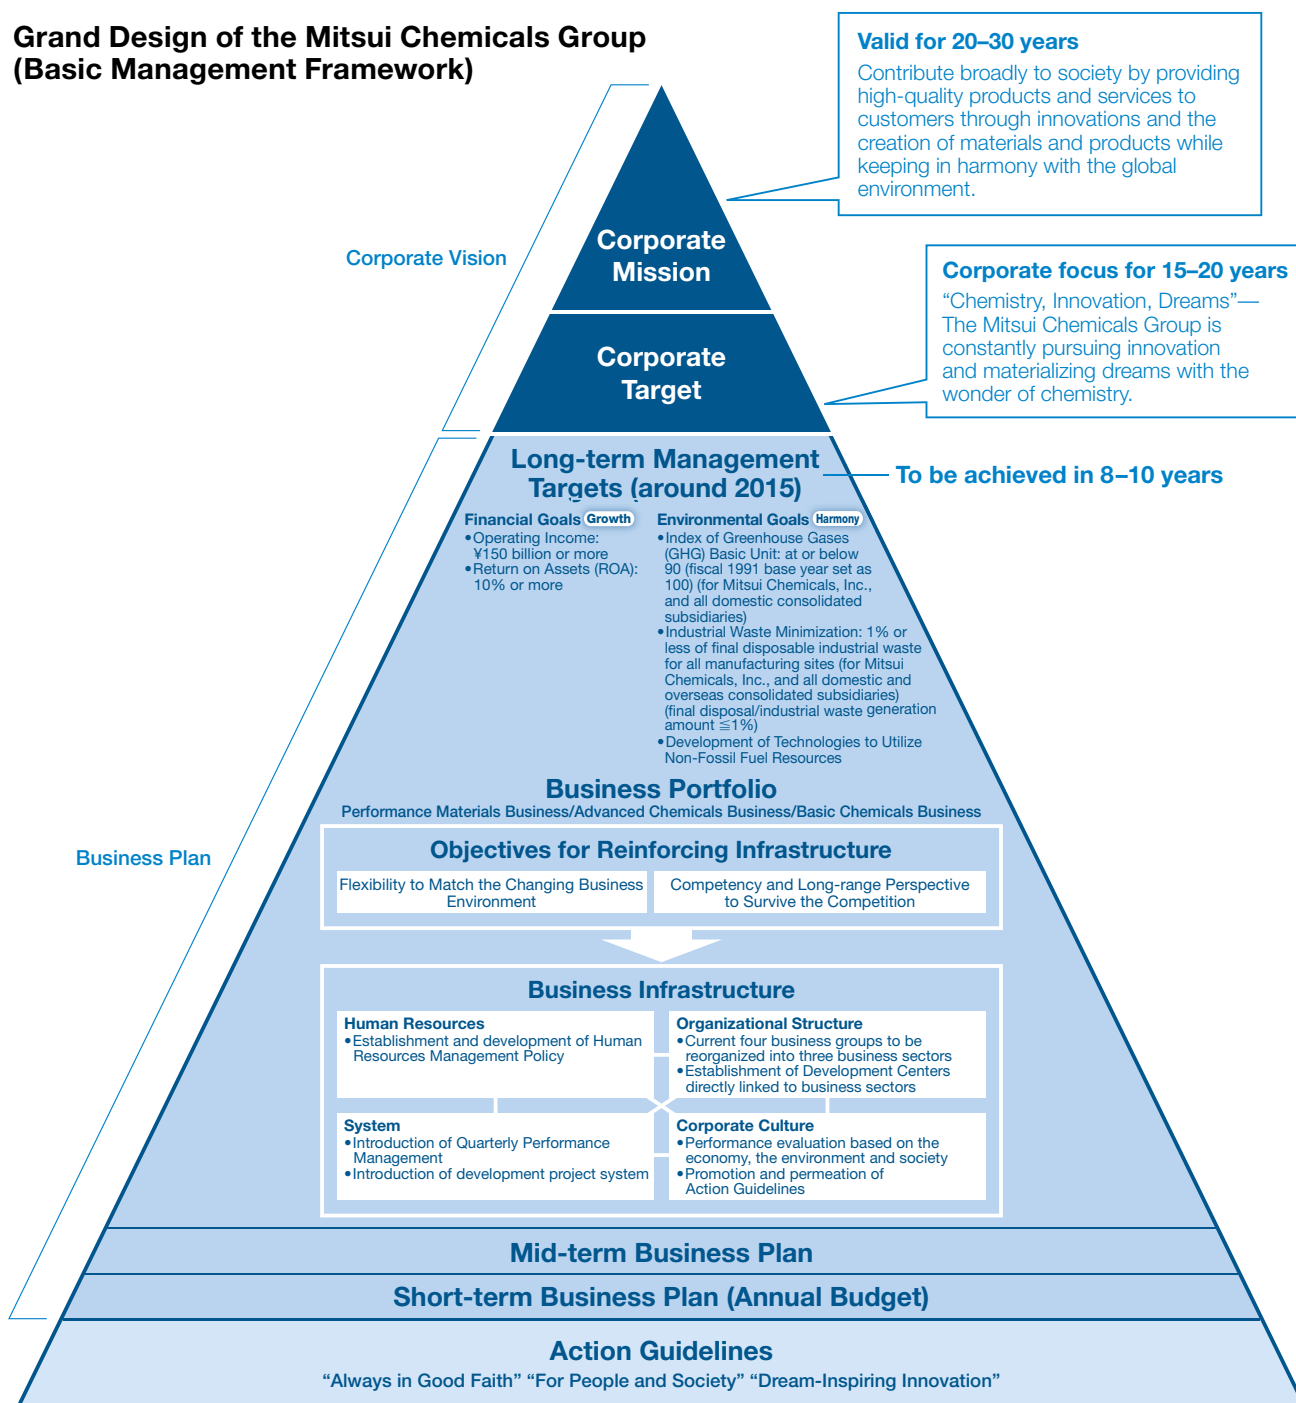 Grand Design of the Mitsui Chemicals Group
(Basic Management Framework)
Valid for 20–30 years
Contribute broadly to society by providing
high-quality products and services to
customers through innovations and the
creation of materials and products while
keeping in harmony with the global
environment.
Corporate Vision
Corporate
Mission
Corporate focus for 15–20 years
“Chemistry, Innovation, Dreams”—
The Mitsui Chemicals Group is
constantly pursuing innovation
and materializing dreams with the
wonder of chemistry.
Corporate
Target
Long-term Management
Targets (around 2015)
To be achieved in 8–10 years
Financial Goals Growth
•Operating Income:
¥150 billion or more
•Return on Assets (ROA):
10% or more
Environmental Goals Harmony
•Index of Greenhouse Gases
(GHG) Basic Unit: at or below
90 (fiscal 1991 base year set as
100) (for Mitsui Chemicals, Inc.,
and all domestic consolidated
subsidiaries)
•Industrial Waste Minimization: 1% or
less of final disposable industrial waste
for all manufacturing sites (for Mitsui
Chemicals, Inc., and all domestic and
overseas consolidated subsidiaries)
(final disposal/industrial waste generation
amount ≦1%)
•Development of Technologies to Utilize
Non-Fossil Fuel Resources
Business Portfolio
Performance Materials Business/Advanced Chemicals Business/Basic Chemicals Business
Business Plan
Objectives for Reinforcing Infrastructure
Flexibility to Match the Changing Business
Environment
Competency and Long-range Perspective
to Survive the Competition
Business Infrastructure
Human Resources
•Establishment and development of Human
Resources Management Policy
Organizational Structure
•Current four business groups to be
reorganized into three business sectors
•Establishment of Development Centers
directly linked to business sectors
System
•Introduction of Quarterly Performance
Management
•Introduction of development project system
Corporate Culture
•Performance evaluation based on the
economy, the environment and society
•Promotion and permeation of
Action Guidelines
Mid-term Business Plan
Short-term Business Plan (Annual Budget)
Action Guidelines
“Always in Good Faith” “For People and Society” “Dream-Inspiring Innovation”